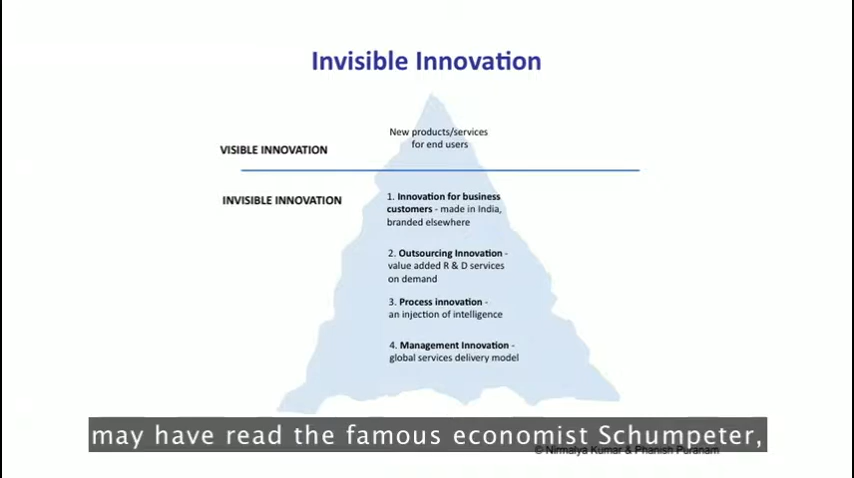 Invisible Innovation
New products/services
for end users
VISIBLE INNOVATION
INVISIBLE INNOVATION
1. Innovation for business
customers - made in India,
branded elsewhere
2. Outsourcing Innovation -
value added R & D services
on demand
3. Process innovation -
an injection of intelligence
4. Management Innovation -
global services delivery model
may have read the famous economist Schumpeter,
© Nirmalya Kumar & Phanish Puranam